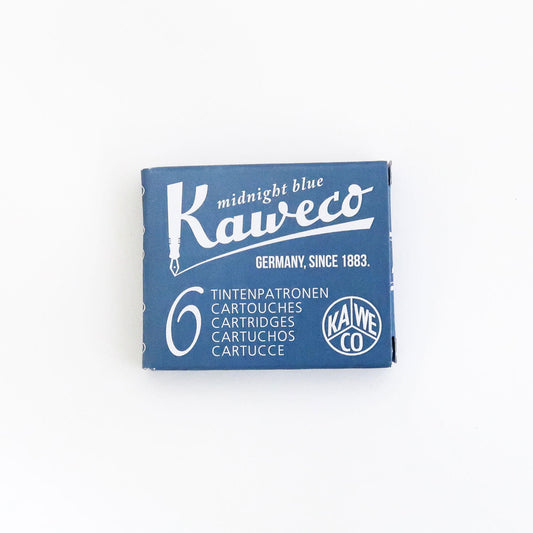 midnight blue
Kaweco
GERMANY, SINCE 1883.
6
TINTENPATRONEN
CARTOUCHES
CARTRIDGES
CARTUCHOS
CARTUCCE
KA WE
CO